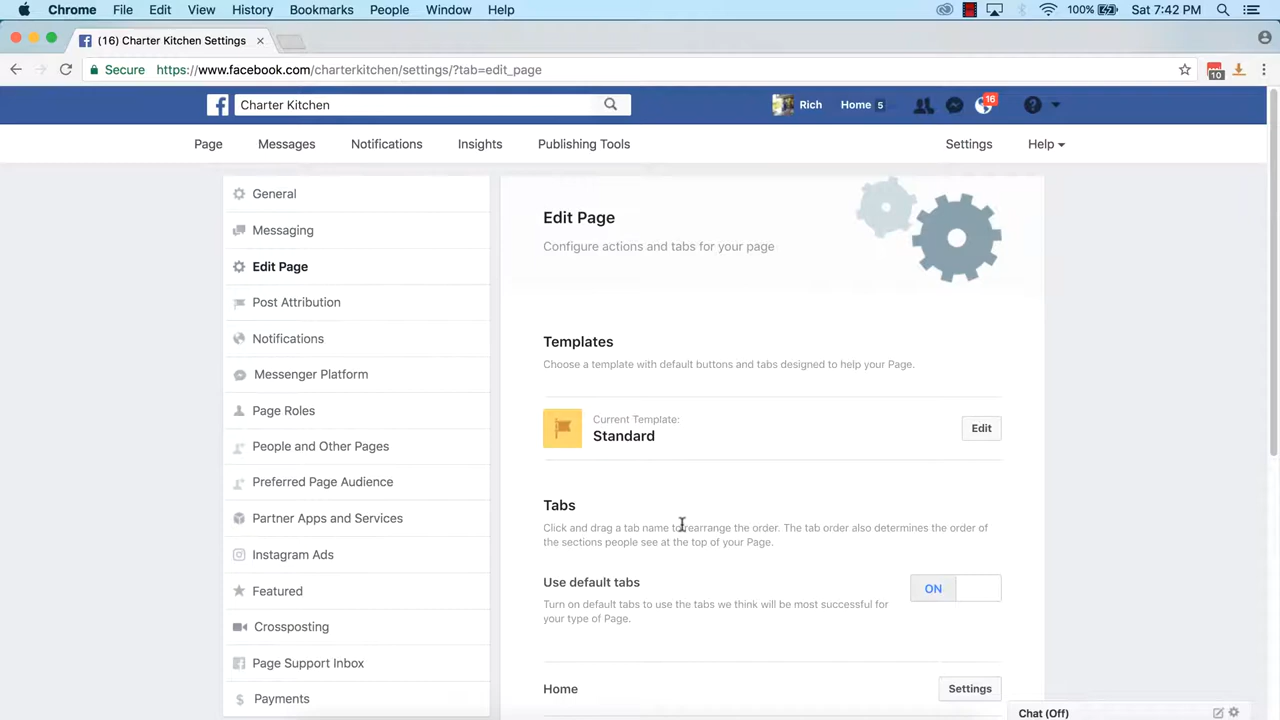 Chrome File Edit View History Bookmarks People Window Help 100% Sat 7:42 PM
(16) Charter Kitchen Settings
Secure https://www.facebook.com/charterkitchen/settings/?tab=edit_page 10
Charter Kitchen Rich Home 5 16
Page Messages Notifications Insights Publishing Tools Settings Help
General
Messaging
Edit Page
Post Attribution
Notifications
Messenger Platform
Page Roles
People and Other Pages
Preferred Page Audience
Partner Apps and Services
Instagram Ads
Featured
Crossposting
Page Support Inbox
Payments
Edit Page
Configure actions and tabs for your page
Templates
Choose a template with default buttons and tabs designed to help your Page.
Current Template:
Standard
Edit
Tabs
Click and drag a tab name to rearrange the order. The tab order also determines the order of
the sections people see at the top of your Page.
Use default tabs
ON
Turn on default tabs to use the tabs we think will be most successful for
your type of Page.
Home Settings
Chat (Off)